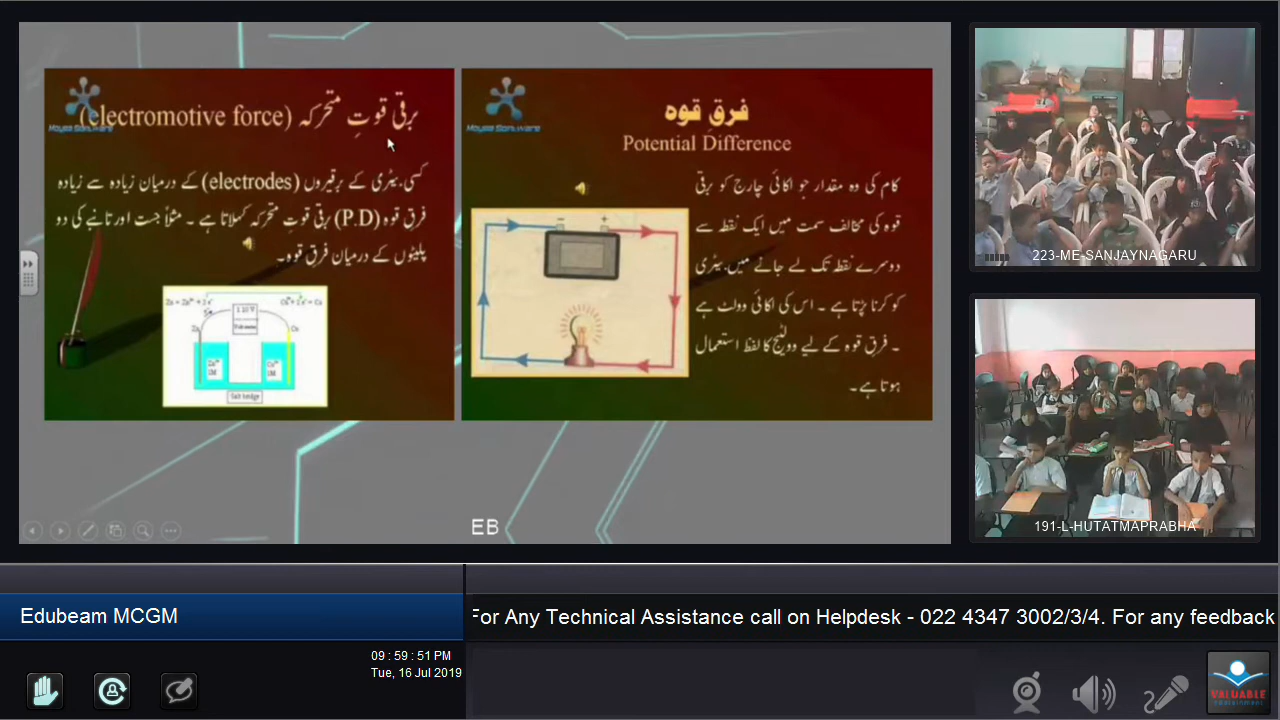 برقی قوتِ متحرکہ (electromotive force)
کسی بیٹری کے برقیروں (electrodes) کے درمیان زیادہ سے زیادہ
فرق قوہ (P.D) برقی قوتِ متحرکہ کہلاتا ہے ۔ مثلاً جست اور تانبے کی دو
پلیٹوں کے درمیان فرقِ قوہ۔
1.10 V
Salt bridge
فرقِ قوہ
Potential Difference
کام کی وہ مقدار جو اکائی چارج کو برقی
قوہ کی مخالف سمت میں ایک نقطہ سے
دوسرے نقطہ تک لے جانے میں بیٹری
کو کرنا پڑتا ہے ۔ اس کی اکائی وولٹ ہے
۔ فرقِ قوہ کے لیے وولٹیج کا لفظ استعمال
ہوتا ہے ۔
− +
EB
223-ME-SANJAYNAGARU
191-L-HUTATMAPRABHA
Edubeam MCGM
For Any Technical Assistance call on Helpdesk - 022 4347 3002/3/4. For any feedback
09 : 59 : 51 PM
Tue, 16 Jul 2019
VALUABLE